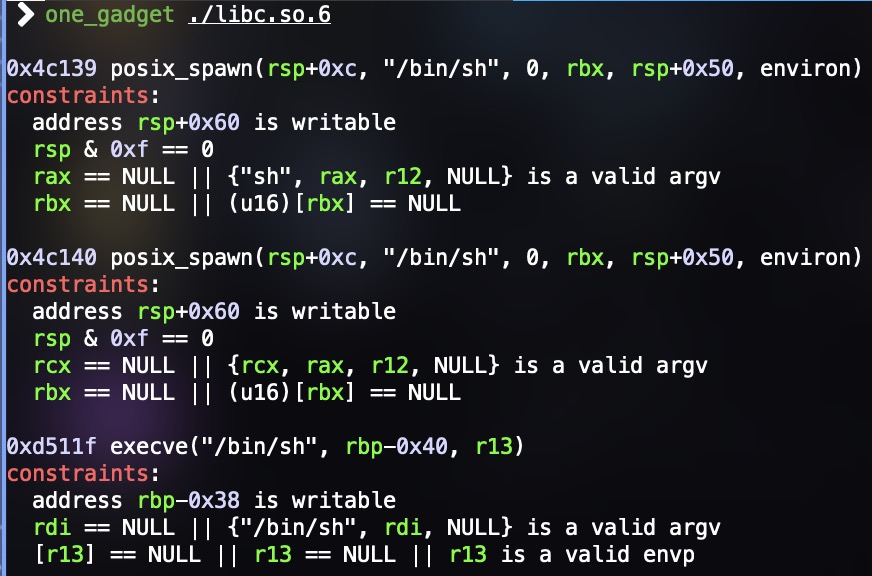 ❯ one_gadget ./libc.so.6
0x4c139 posix_spawn(rsp+0xc, "/bin/sh", 0, rbx, rsp+0x50, environ)
constraints:
  address rsp+0x60 is writable
  rsp & 0xf == 0
  rax == NULL || {"sh", rax, r12, NULL} is a valid argv
  rbx == NULL || (u16)[rbx] == NULL
0x4c140 posix_spawn(rsp+0xc, "/bin/sh", 0, rbx, rsp+0x50, environ)
constraints:
  address rsp+0x60 is writable
  rsp & 0xf == 0
  rcx == NULL || {rcx, rax, r12, NULL} is a valid argv
  rbx == NULL || (u16)[rbx] == NULL
0xd511f execve("/bin/sh", rbp-0x40, r13)
constraints:
  address rbp-0x38 is writable
  rdi == NULL || {"/bin/sh", rdi, NULL} is a valid argv
  [r13] == NULL || r13 == NULL || r13 is a valid envp